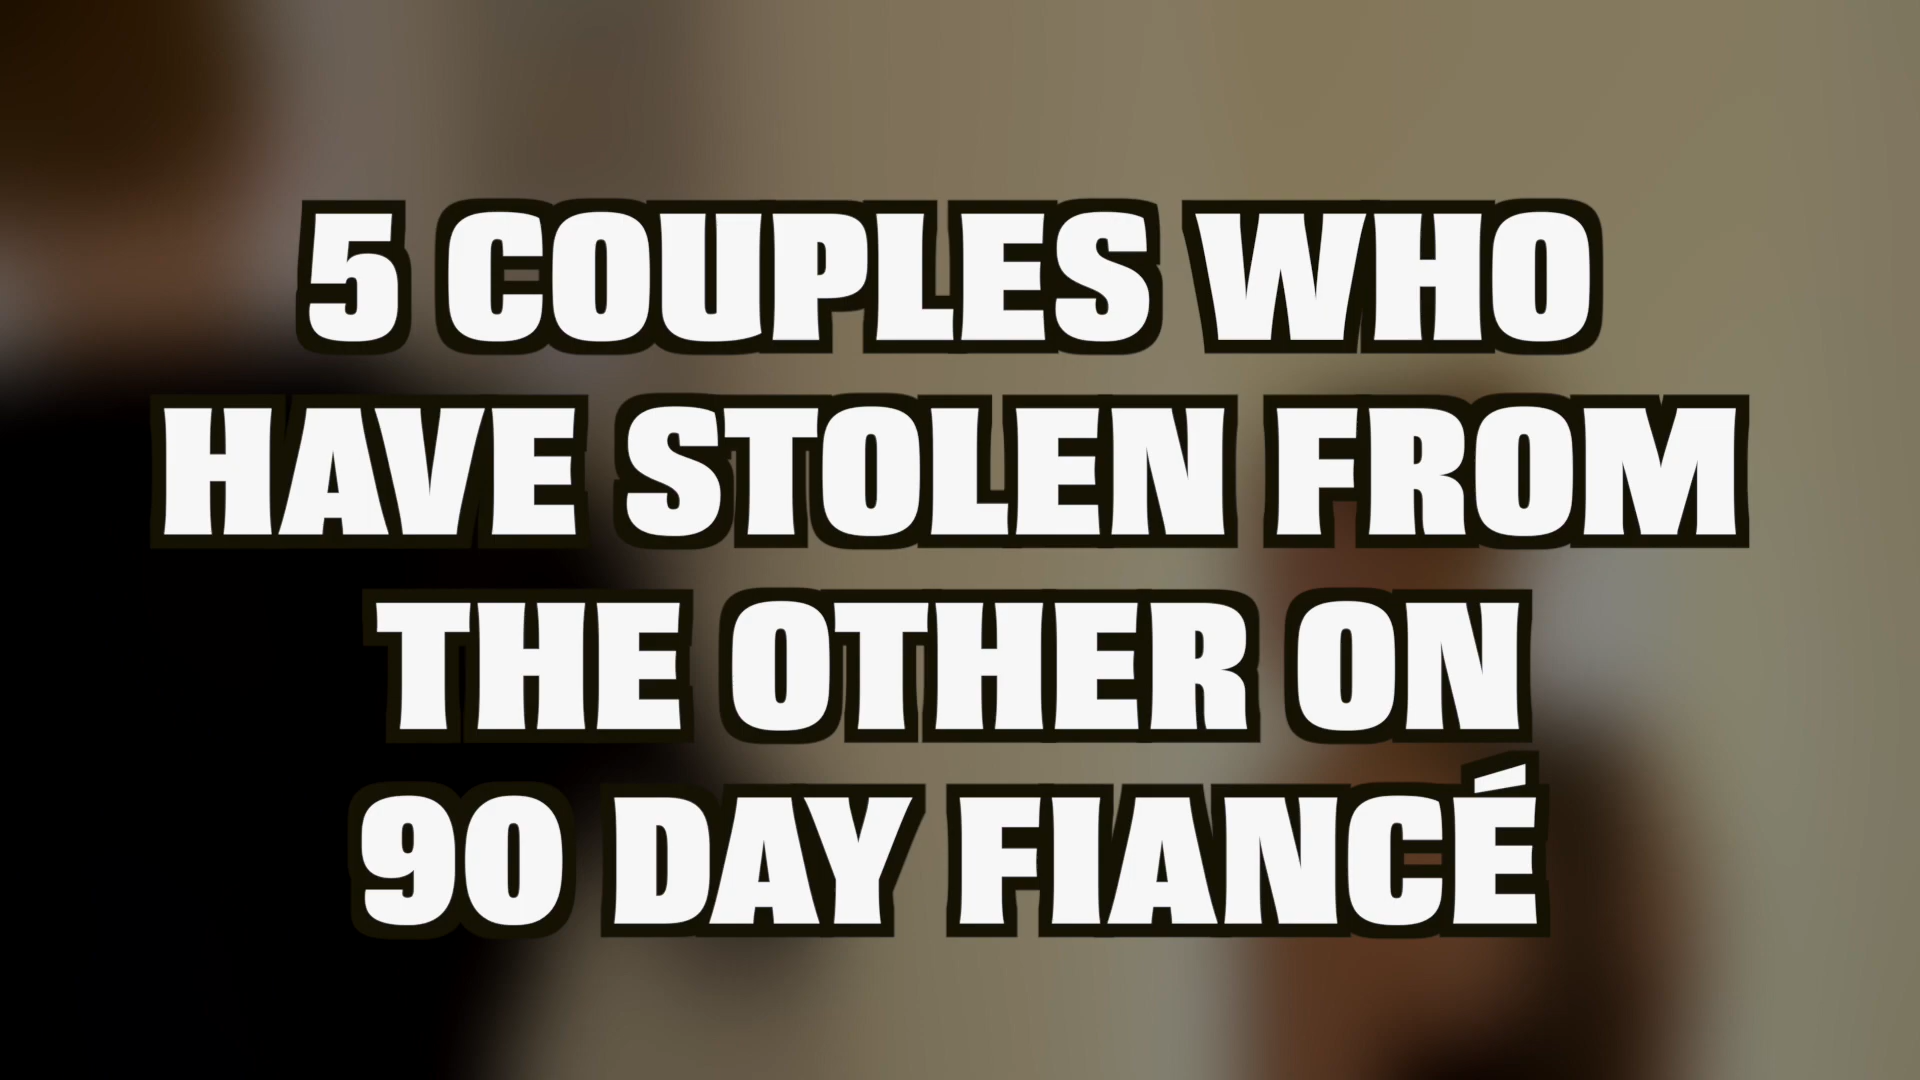 5 COUPLES WHO
HAVE STOLEN FROM
THE OTHER ON
90 DAY FIANCÉ